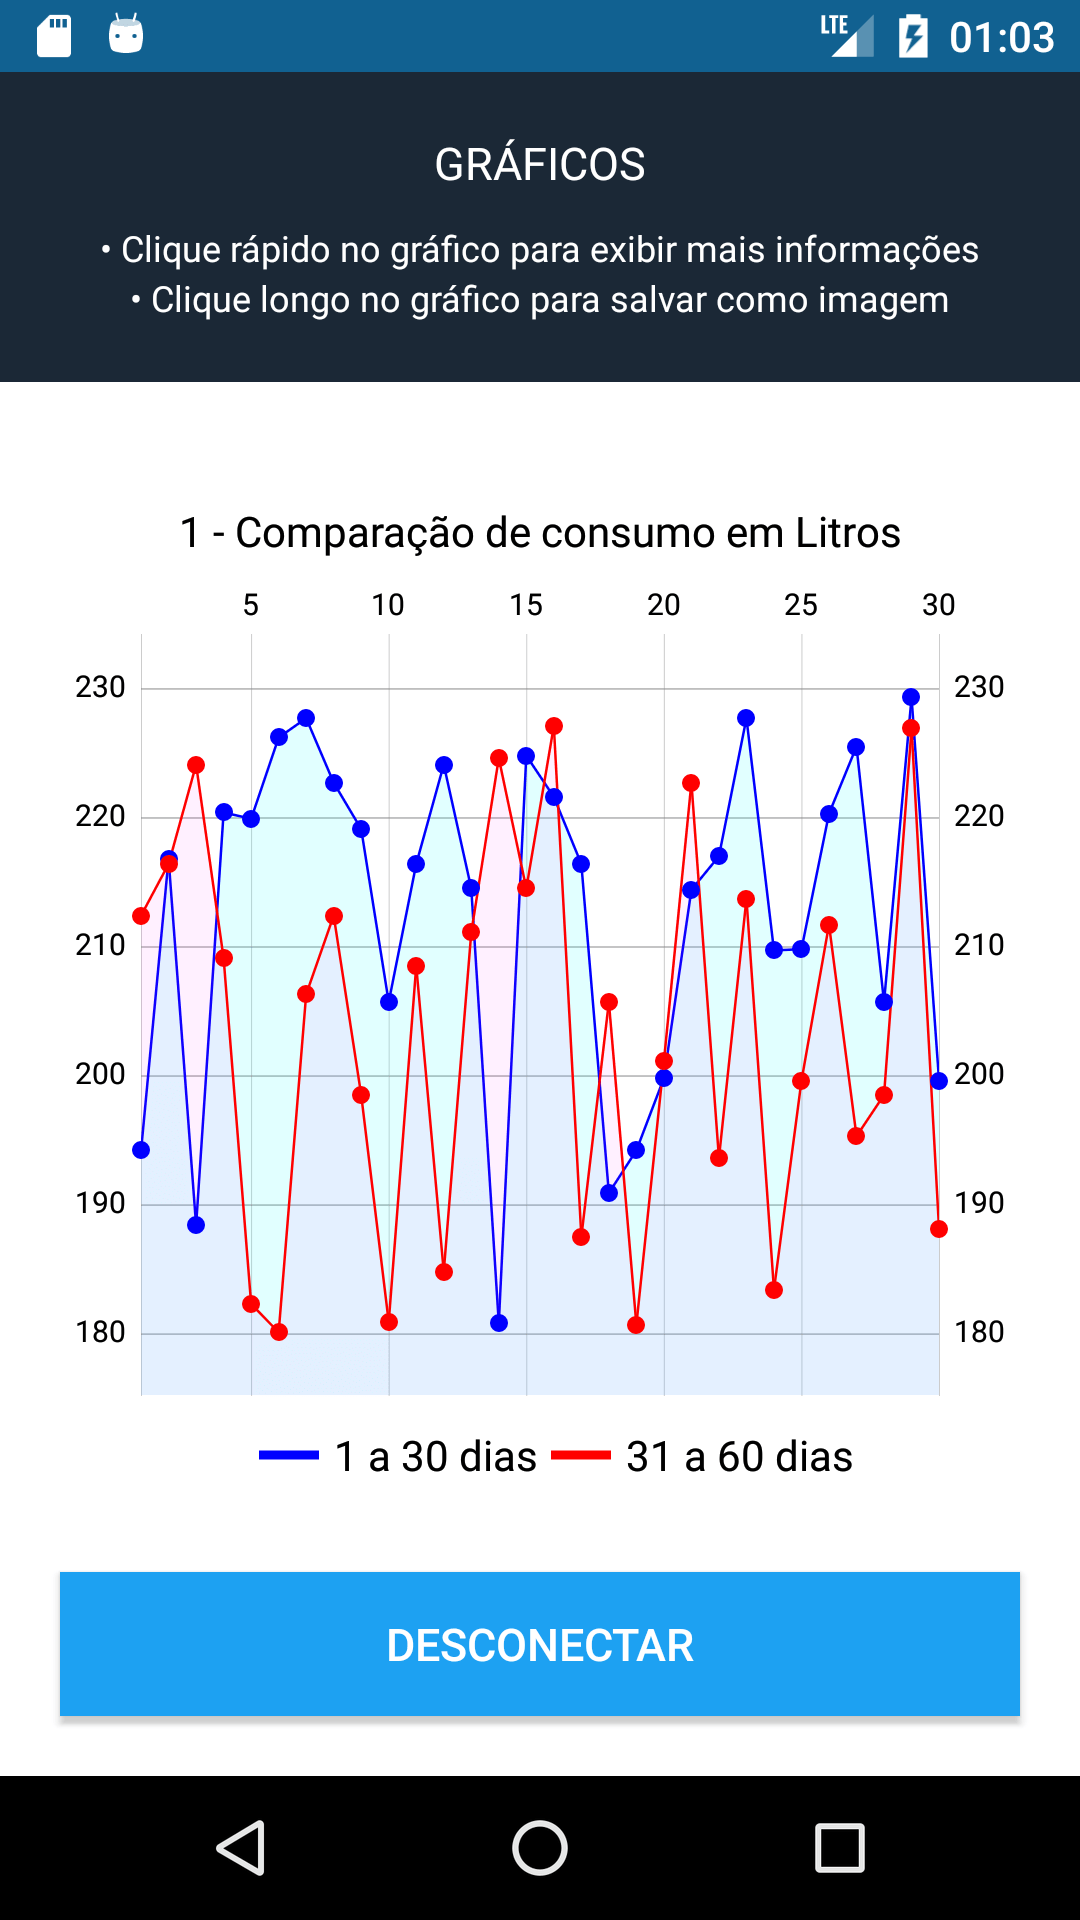 LTE 01:03
GRÁFICOS
• Clique rápido no gráfico para exibir mais informações
• Clique longo no gráfico para salvar como imagem
1 - Comparação de consumo em Litros
5 10 15 20 25 30
230 230
220 220
210 210
200 200
190 190
180 180
1 a 30 dias 31 a 60 dias
DESCONECTAR